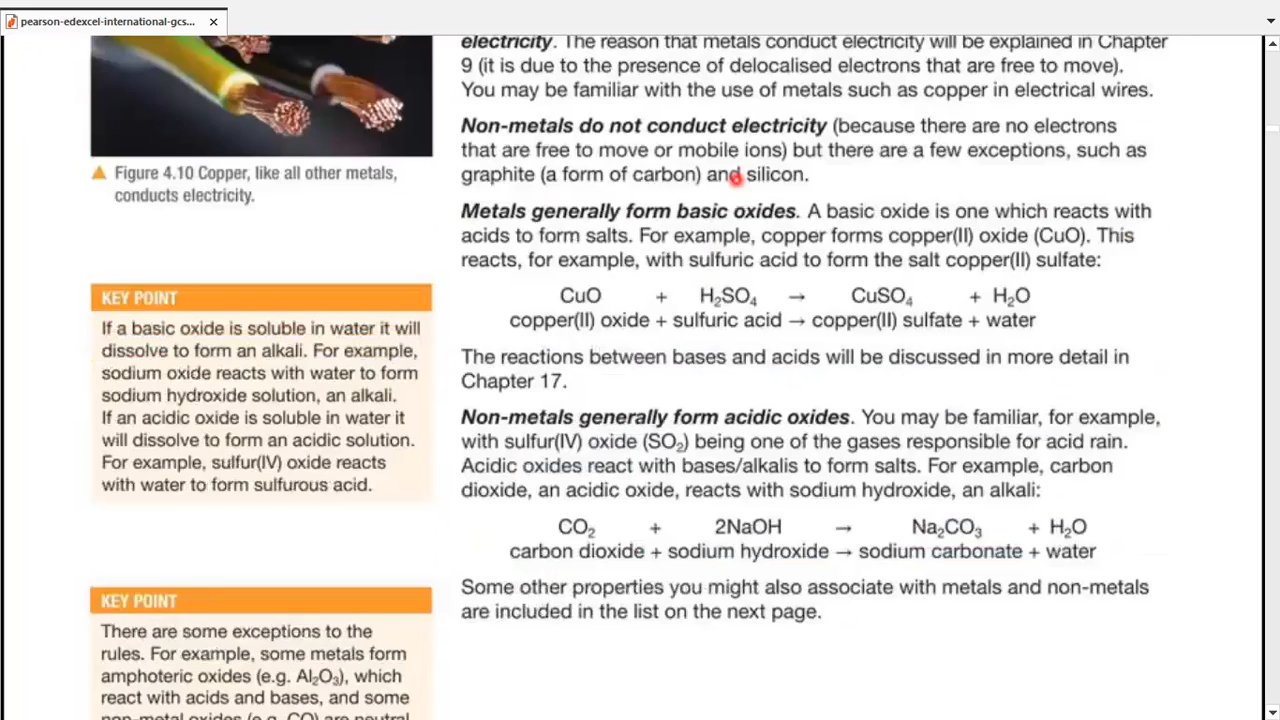 pearson-edexcel-international-gcs...
electricity. The reason that metals conduct electricity will be explained in Chapter
9 (it is due to the presence of delocalised electrons that are free to move).
You may be familiar with the use of metals such as copper in electrical wires.
Non-metals do not conduct electricity (because there are no electrons
that are free to move or mobile ions) but there are a few exceptions, such as
graphite (a form of carbon) and silicon.
Figure 4.10 Copper, like all other metals,
conducts electricity.
Metals generally form basic oxides. A basic oxide is one which reacts with
acids to form salts. For example, copper forms copper(II) oxide (CuO). This
reacts, for example, with sulfuric acid to form the salt copper(II) sulfate:
CuO + H₂SO₄ → CuSO₄ + H₂O
copper(II) oxide + sulfuric acid → copper(II) sulfate + water
The reactions between bases and acids will be discussed in more detail in
Chapter 17.
KEY POINT
If a basic oxide is soluble in water it will
dissolve to form an alkali. For example,
sodium oxide reacts with water to form
sodium hydroxide solution, an alkali.
If an acidic oxide is soluble in water it
will dissolve to form an acidic solution.
For example, sulfur(IV) oxide reacts
with water to form sulfurous acid.
Non-metals generally form acidic oxides. You may be familiar, for example,
with sulfur(IV) oxide (SO₂) being one of the gases responsible for acid rain.
Acidic oxides react with bases/alkalis to form salts. For example, carbon
dioxide, an acidic oxide, reacts with sodium hydroxide, an alkali:
CO₂ + 2NaOH → Na₂CO₃ + H₂O
carbon dioxide + sodium hydroxide → sodium carbonate + water
Some other properties you might also associate with metals and non-metals
are included in the list on the next page.
KEY POINT
There are some exceptions to the
rules. For example, some metals form
amphoteric oxides (e.g. Al₂O₃), which
react with acids and bases, and some
non-metal oxides (e.g. CO) are neutral